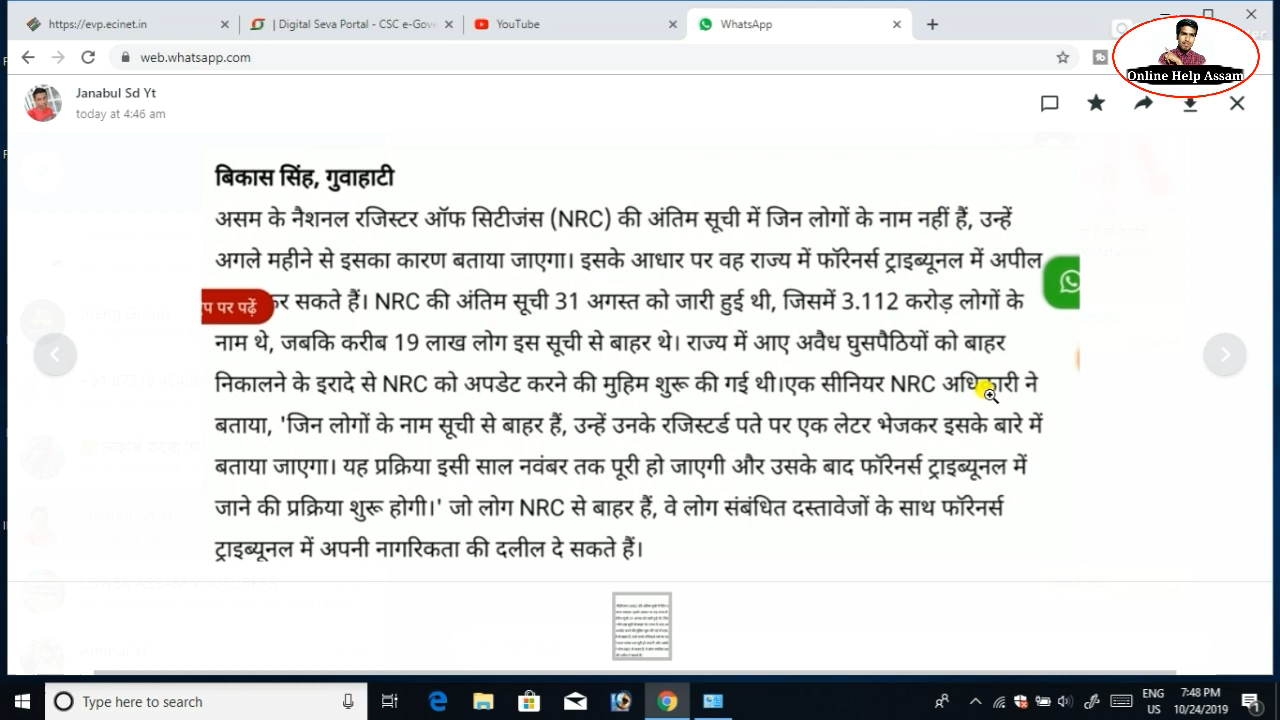 https://evp.ecinet.in
| Digital Seva Portal - CSC e-Gov
YouTube
WhatsApp
web.whatsapp.com
Online Help Assam
Janabul Sd Yt
today at 4:46 am
बिकास सिंह, गुवाहाटी
असम के नैशनल रजिस्टर ऑफ सिटीजंस (NRC) की अंतिम सूची में जिन लोगों के नाम नहीं हैं, उन्हें
अगले महीने से इसका कारण बताया जाएगा। इसके आधार पर वह राज्य में फॉरेनर्स ट्राइब्यूनल में अपील
प पर पढ़ें
कर सकते हैं। NRC की अंतिम सूची 31 अगस्त को जारी हुई थी, जिसमें 3.112 करोड़ लोगों के
नाम थे, जबकि करीब 19 लाख लोग इस सूची से बाहर थे। राज्य में आए अवैध घुसपैठियों को बाहर
निकालने के इरादे से NRC को अपडेट करने की मुहिम शुरू की गई थी।एक सीनियर NRC अधिकारी ने
बताया, 'जिन लोगों के नाम सूची से बाहर हैं, उन्हें उनके रजिस्टर्ड पते पर एक लेटर भेजकर इसके बारे में
बताया जाएगा। यह प्रक्रिया इसी साल नवंबर तक पूरी हो जाएगी और उसके बाद फॉरेनर्स ट्राइब्यूनल में
जाने की प्रक्रिया शुरू होगी।' जो लोग NRC से बाहर हैं, वे लोग संबंधित दस्तावेजों के साथ फॉरेनर्स
ट्राइब्यूनल में अपनी नागरिकता की दलील दे सकते हैं।
Type here to search
ENG
US
7:48 PM
10/24/2019
1